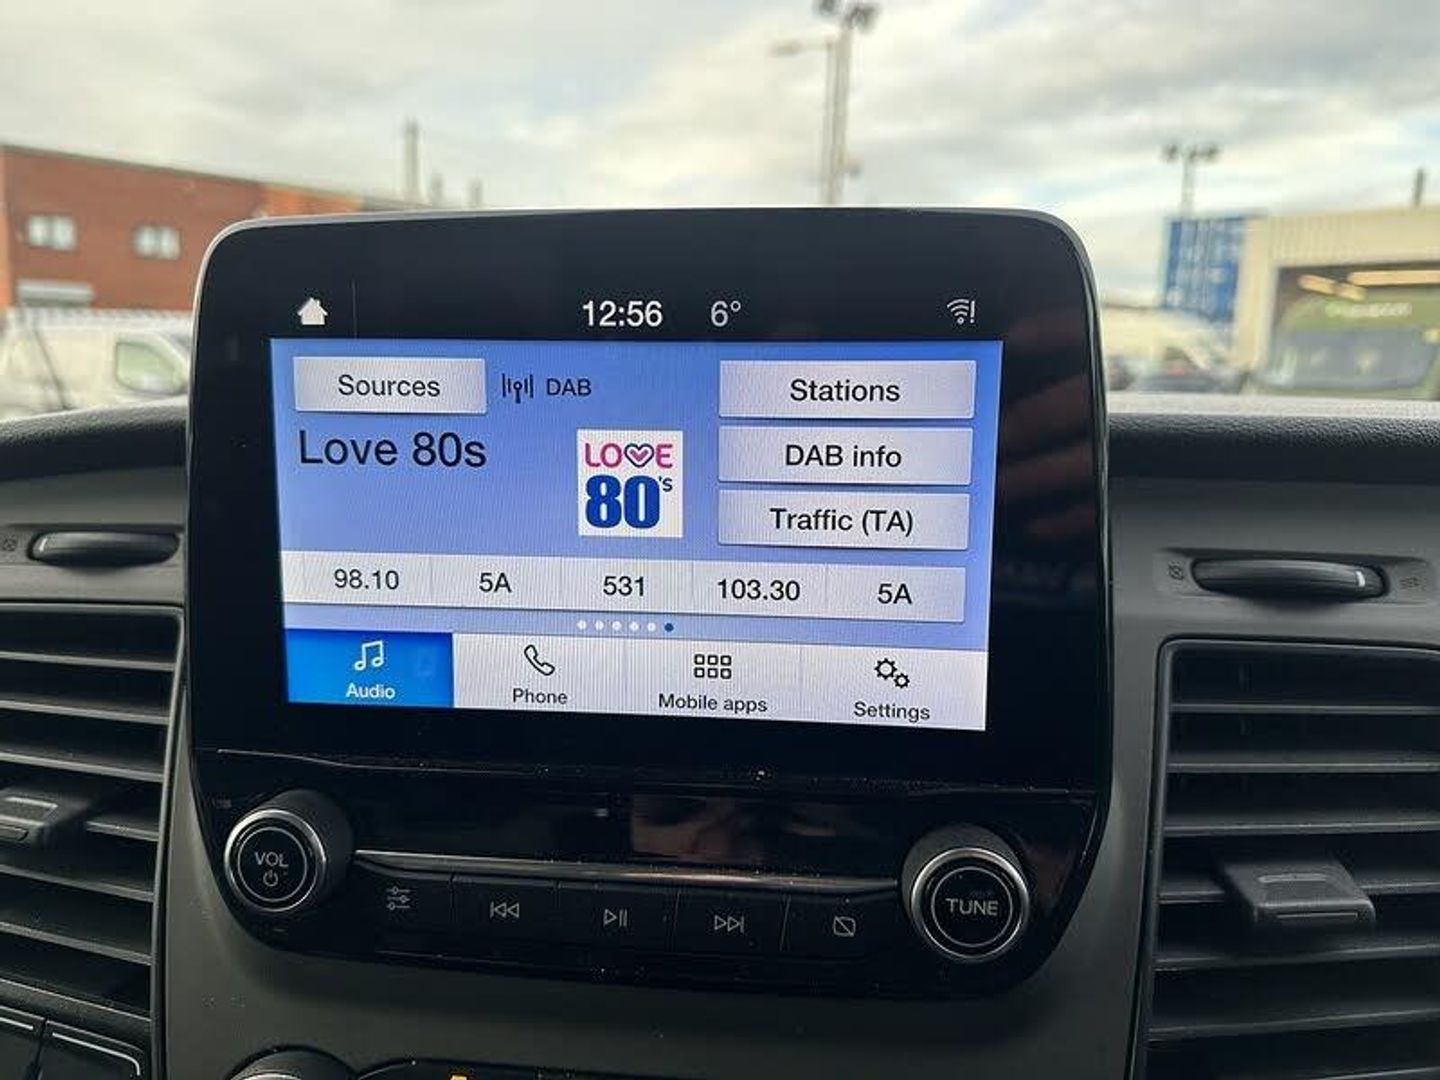 12:56 6°
Sources DAB Stations
Love 80s
LOVE
80's
DAB info
Traffic (TA)
98.10 5A 531 103.30 5A
Audio Phone Mobile apps Settings
VOL
TUNE